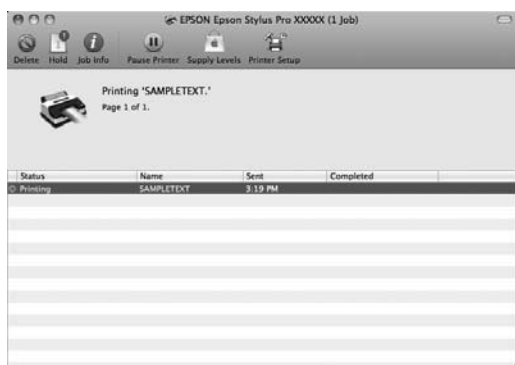 EPSON Epson Stylus Pro XXXXX (1 Job)
Delete Hold Job Info Pause Printer Supply Levels Printer Setup
Printing 'SAMPLETEXT.'
Page 1 of 1.
Status Name Sent Completed
Printing SAMPLETEXT 3:19 PM